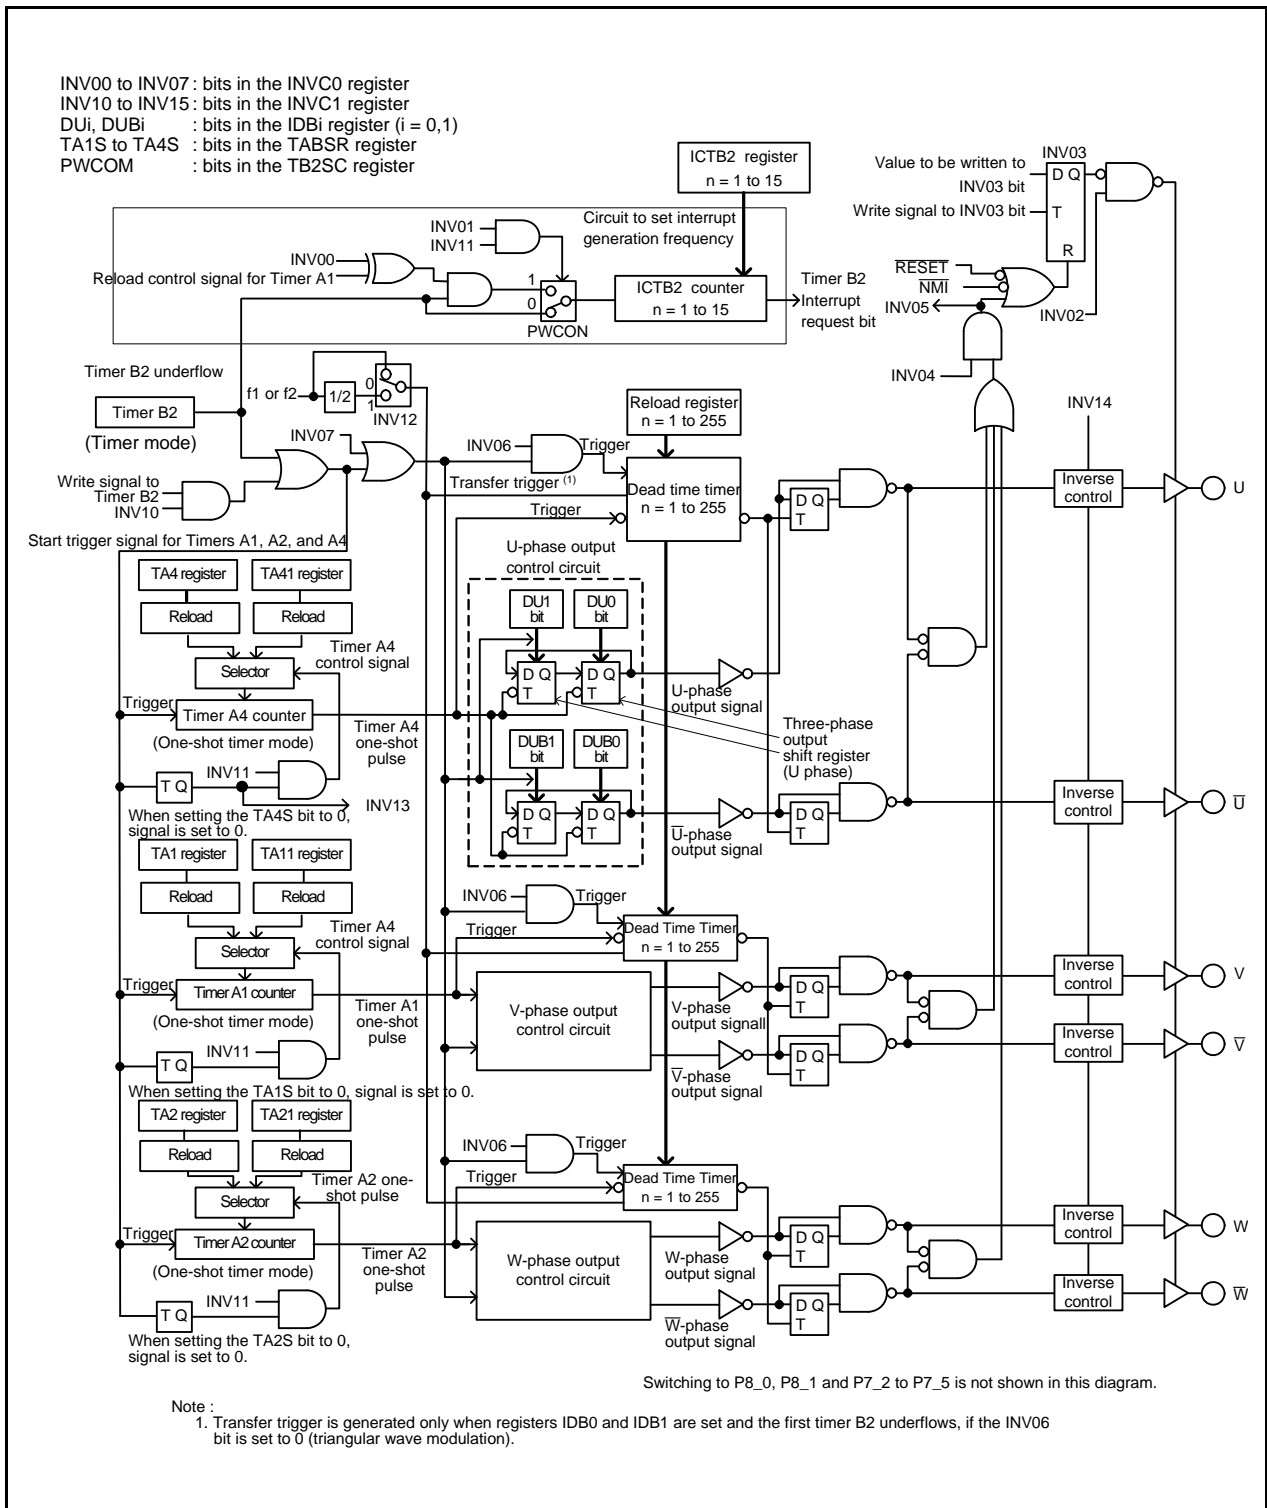 INV00 to INV07 : bits in the INVC0 register
INV10 to INV15 : bits in the INVC1 register
DUi, DUBi : bits in the IDBi register (i = 0,1)
TA1S to TA4S : bits in the TABSR register
PWCOM : bits in the TB2SC register
ICTB2 register
n = 1 to 15
Value to be written to
INV03 bit
INV03
D Q
Write signal to INV03 bit
T
R
Circuit to set interrupt
generation frequency
INV01
INV11
INV00
Reload control signal for Timer A1
1
0
PWCON
ICTB2 counter
n = 1 to 15
Timer B2
Interrupt
request bit
RESET
NMI
INV05
INV02
INV04
INV14
Timer B2 underflow
Timer B2
(Timer mode)
f1 or f2
1/2
0
1
INV12
INV07
Write signal to
Timer B2
INV10
Reload register
n = 1 to 255
INV06
Trigger
Transfer trigger (1)
Trigger
Dead time timer
n = 1 to 255
D Q
T
Inverse
control
U
Start trigger signal for Timers A1, A2, and A4
TA4 register
TA41 register
Reload
Reload
Timer A4
control signal
Selector
Trigger
Timer A4 counter
(One-shot timer mode)
Timer A4
one-shot
pulse
INV11
T Q
INV13
When setting the TA4S bit to 0,
signal is set to 0.
U-phase output
control circuit
DU1
bit
DU0
bit
D Q
T
D Q
T
U-phase
output signal
Three-phase
output
shift register
(U phase)
DUB1
bit
DUB0
bit
D Q
T
D Q
T
U̅-phase
output signal
D Q
T
Inverse
control
U̅
TA1 register
TA11 register
Reload
Reload
Timer A4
control signal
Selector
Trigger
Timer A1 counter
(One-shot timer mode)
Timer A1
one-shot
pulse
INV11
T Q
When setting the TA1S bit to 0, signal is set to 0.
INV06
Trigger
Trigger
Dead Time Timer
n = 1 to 255
V-phase output
control circuit
V-phase
output signall
V̅-phase
output signal
D Q
T
D Q
T
Inverse
control
V
Inverse
control
V̅
TA2 register
TA21 register
Reload
Reload
Timer A2 one-
shot pulse
Selector
Trigger
Timer A2 counter
(One-shot timer mode)
Timer A2
one-shot
pulse
INV11
T Q
When setting the TA2S bit to 0,
signal is set to 0.
INV06
Trigger
Trigger
Dead Time Timer
n = 1 to 255
W-phase output
control circuit
W-phase
output signal
W̅-phase
output signal
D Q
T
D Q
T
Inverse
control
W
Inverse
control
W̅
Switching to P8_0, P8_1 and P7_2 to P7_5 is not shown in this diagram.
Note :
1. Transfer trigger is generated only when registers IDB0 and IDB1 are set and the first timer B2 underflows, if the INV06
bit is set to 0 (triangular wave modulation).